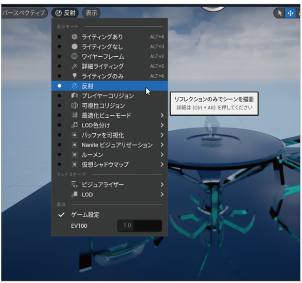 パースペクティブ 反射 表示
ライティングあり ALT+4
ライティングなし ALT+3
ワイヤーフレーム ALT+2
詳細ライティング ALT+5
ライティングのみ ALT+6
反射
プレイヤーコリジョン
可視性コリジョン
最適化ビューモード
LOD色分け
バッファを可視化
Nanite ビジュアリゼーション
ルーメン
仮想シャドウマップ
ビジュアライザー
LOD
露出
ゲーム設定
EV100 1.0
リフレクションのみでシーンを描画
詳細は (Ctrl + Alt) を押してください